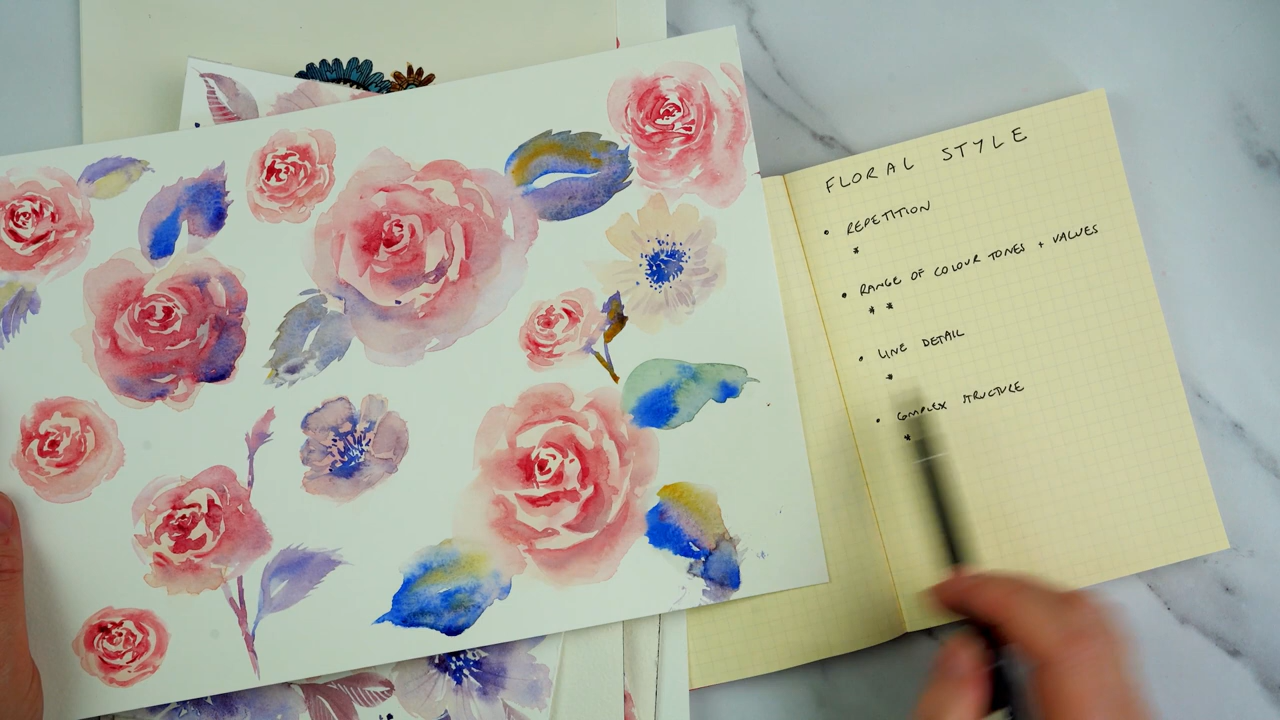 FLORAL STYLE
• REPETITION
*
• RANGE OF COLOUR TONES + VALUES
* *
• LINE DETAIL
*
• COMPLEX STRUCTURE
*